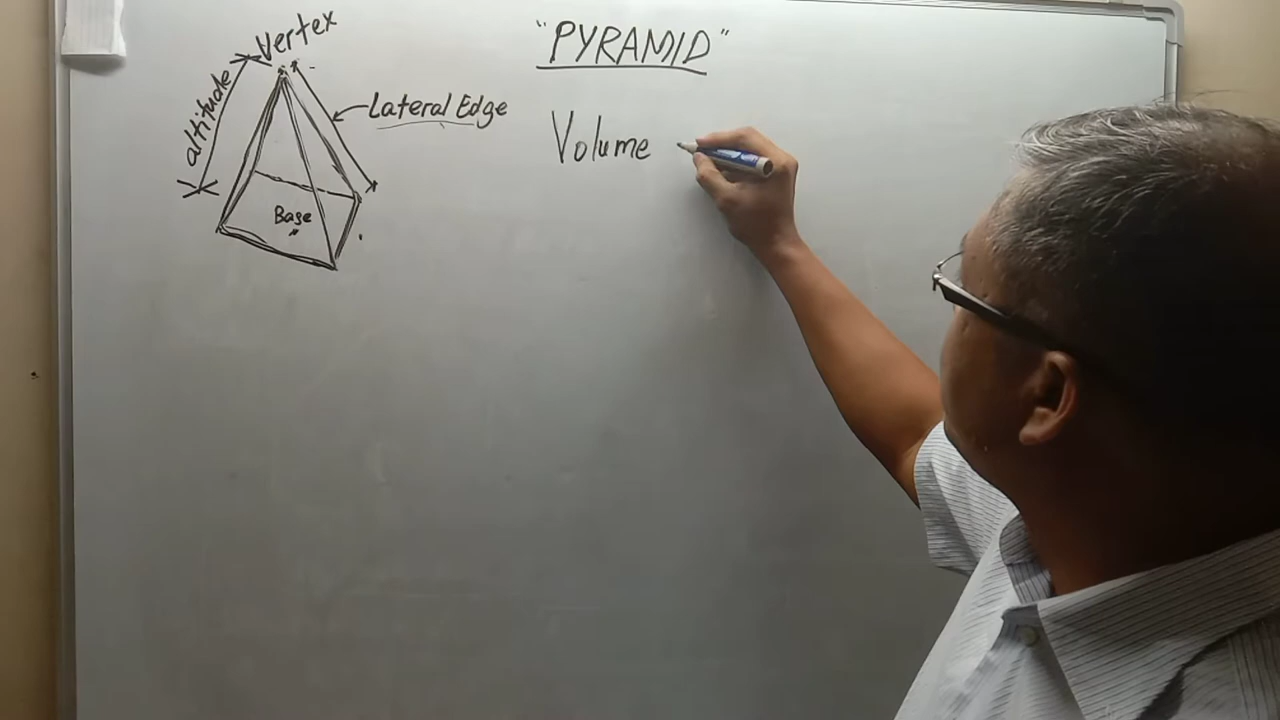 "PYRAMID"
Vertex
altitude
Lateral Edge
Base
Volume